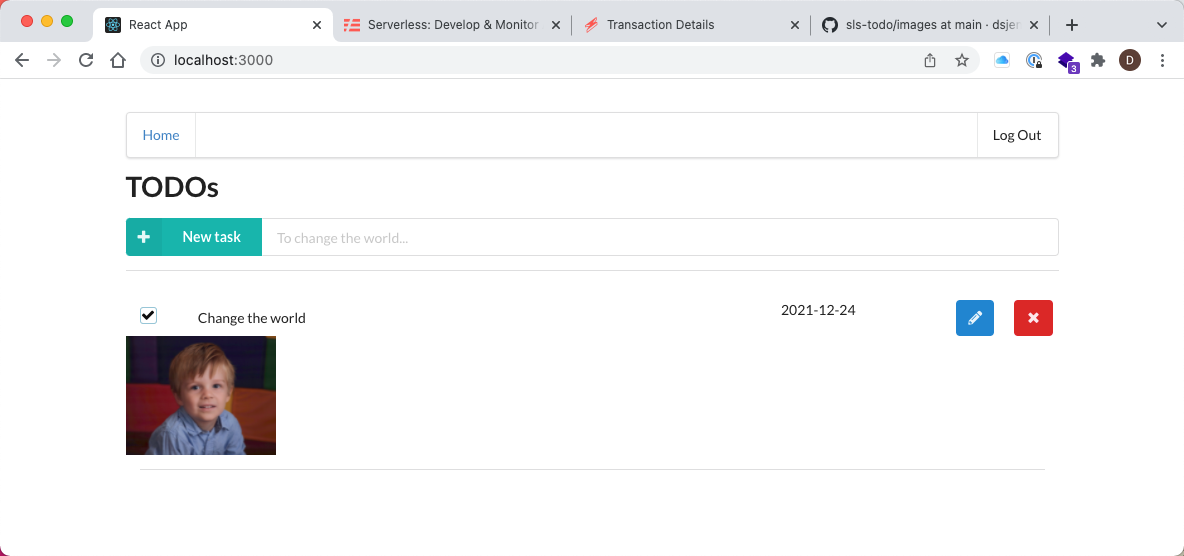 React App
Serverless: Develop & Monitor
Transaction Details
sls-todo/images at main · dsjen
localhost:3000
3
D
Home
Log Out
TODOs
New task
To change the world...
Change the world
2021-12-24